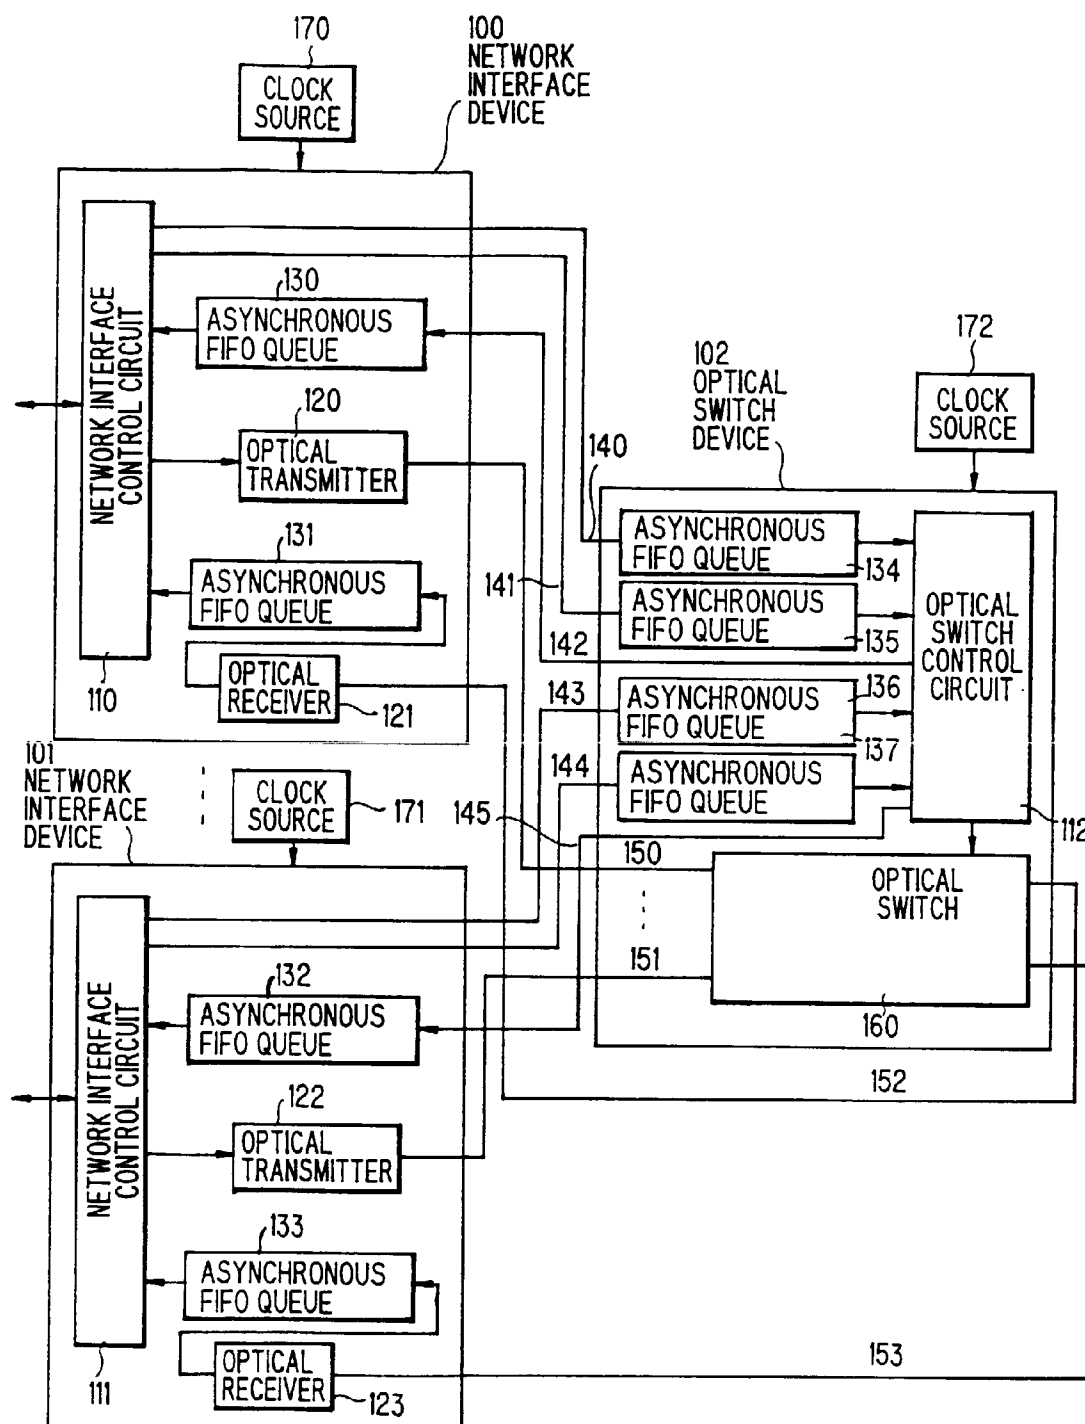 170
CLOCK
SOURCE
100
NETWORK
INTERFACE
DEVICE
NETWORK INTERFACE
CONTROL CIRCUIT
110
130
ASYNCHRONOUS
FIFO QUEUE
120
OPTICAL
TRANSMITTER
131
ASYNCHRONOUS
FIFO QUEUE
OPTICAL
RECEIVER
121
102
OPTICAL
SWITCH
DEVICE
172
CLOCK
SOURCE
140
141
142
143
144
145
ASYNCHRONOUS
FIFO QUEUE
134
ASYNCHRONOUS
FIFO QUEUE
135
ASYNCHRONOUS
FIFO QUEUE
136
137
ASYNCHRONOUS
FIFO QUEUE
OPTICAL
SWITCH
CONTROL
CIRCUIT
112
150
151
OPTICAL
SWITCH
160
152
153
101
NETWORK
INTERFACE
DEVICE
CLOCK
SOURCE
171
NETWORK INTERFACE
CONTROL CIRCUIT
111
132
ASYNCHRONOUS
FIFO QUEUE
122
OPTICAL
TRANSMITTER
133
ASYNCHRONOUS
FIFO QUEUE
OPTICAL
RECEIVER
123